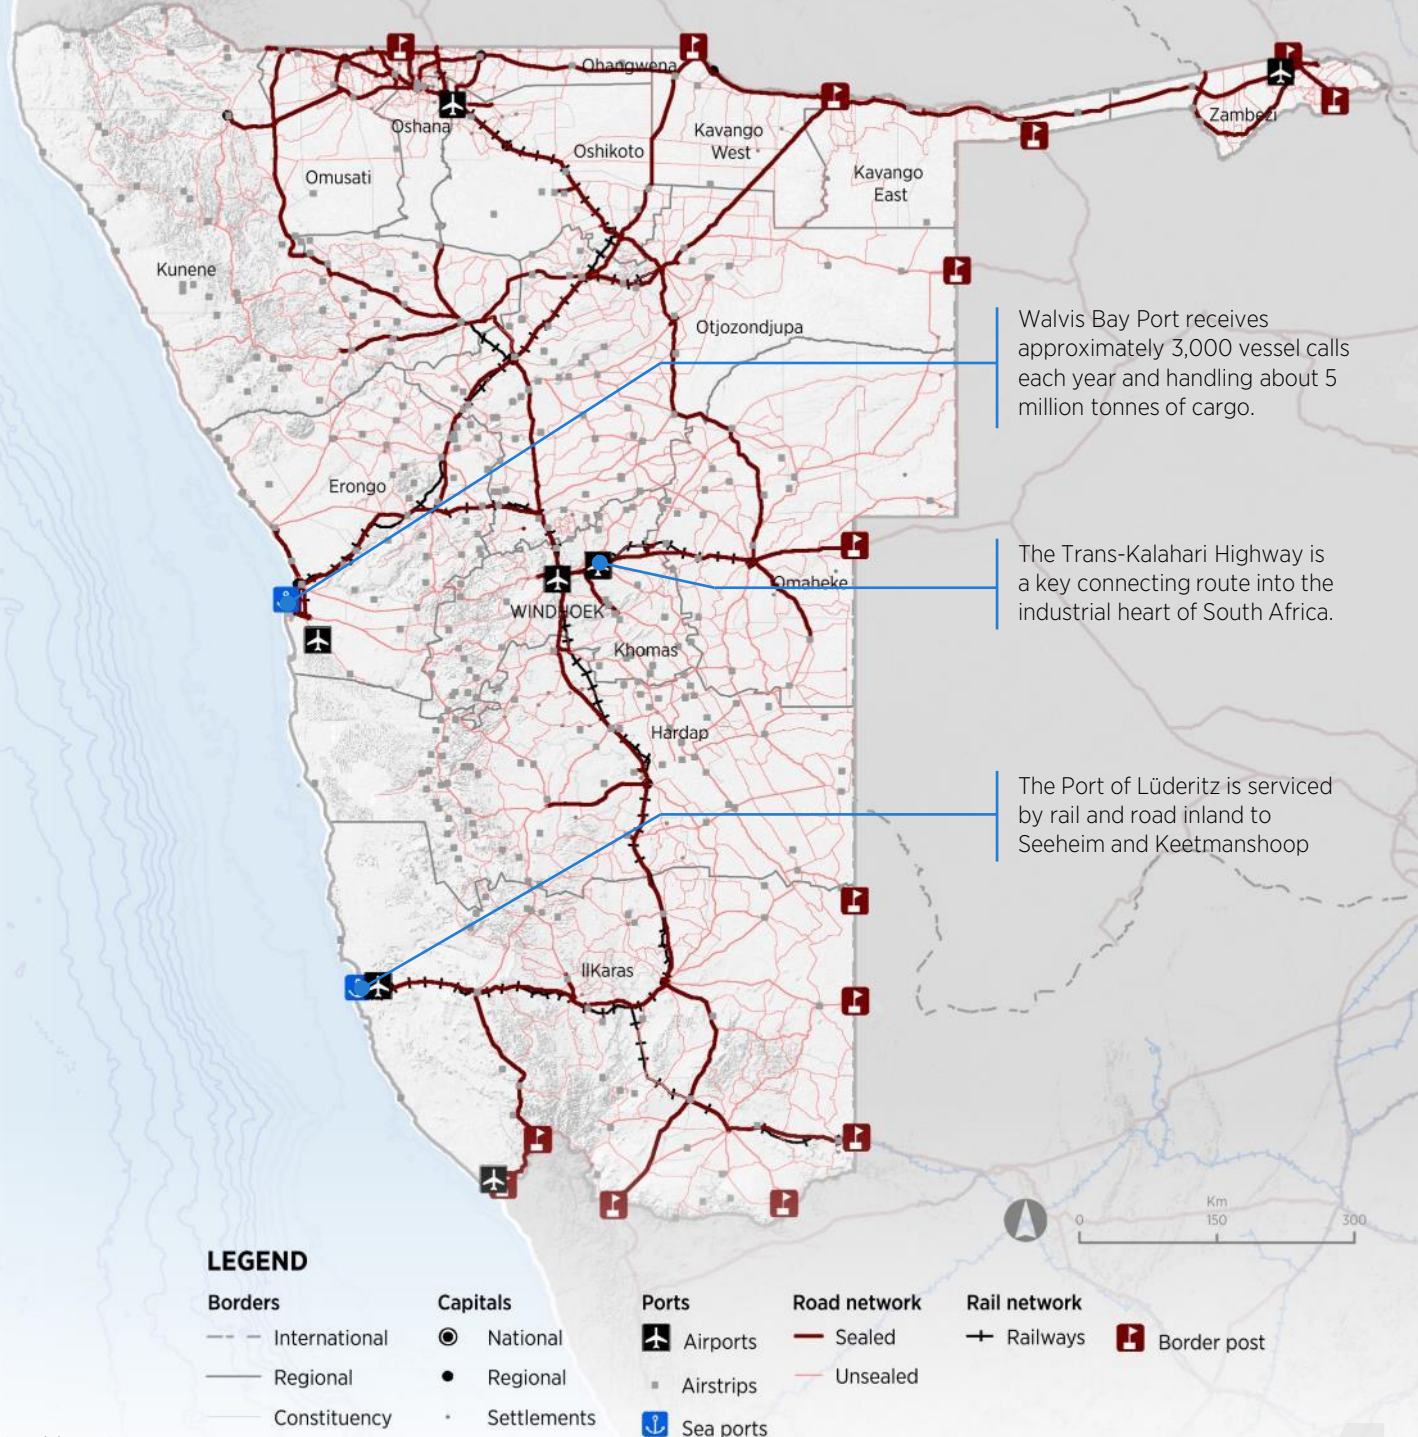 Ohangwena
Oshana
Oshikoto
Kavango
West
Zambezi
Omusati
Kavango
East
Kunene
Otjozondjupa
Walvis Bay Port receives
approximately 3,000 vessel calls
each year and handling about 5
million tonnes of cargo.
Erongo
The Trans-Kalahari Highway is
a key connecting route into the
industrial heart of South Africa.
Omaheke
WINDHOEK
Khomas
Hardap
The Port of Lüderitz is serviced
by rail and road inland to
Seeheim and Keetmanshoop
IlKaras
Km
0 150 300
LEGEND
Borders
International
Regional
Constituency
Capitals
National
Regional
Settlements
Ports
Airports
Airstrips
Sea ports
Road network
Sealed
Unsealed
Rail network
Railways
Border post